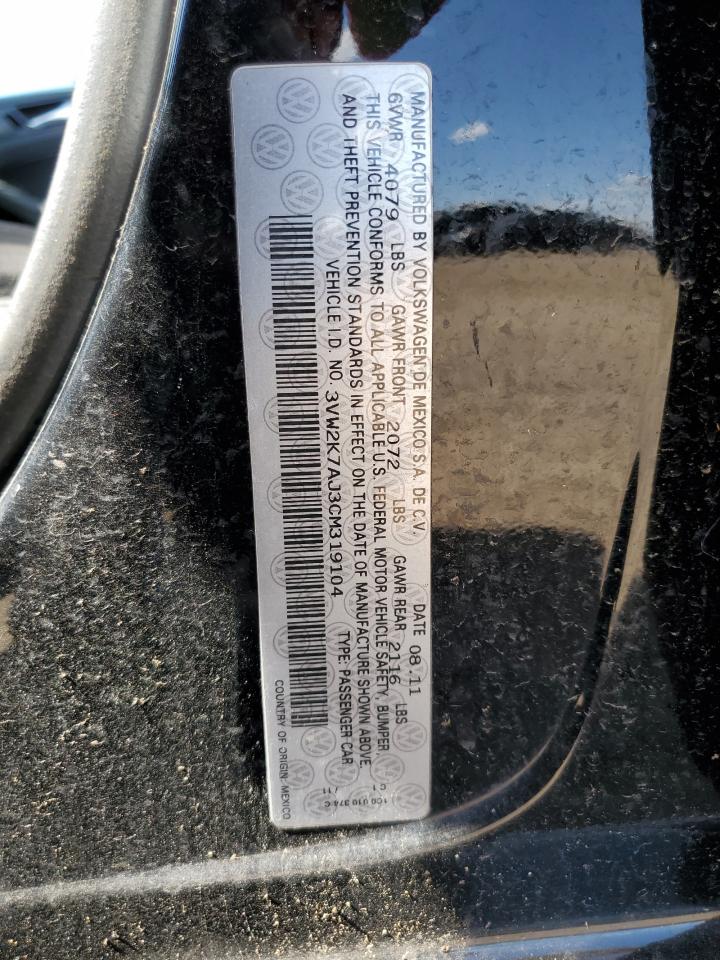 MANUFACTURED BY VOLKSWAGEN DE MEXICO S.A. DE C.V. DATE 08.11
GVWR 4079 LBS GAWR FRONT 2072 LBS GAWR REAR 2116 LBS
THIS VEHICLE CONFORMS TO ALL APPLICABLE U.S. FEDERAL MOTOR VEHICLE SAFETY, BUMPER,
AND THEFT PREVENTION STANDARDS IN EFFECT ON THE DATE OF MANUFACTURE SHOWN ABOVE.
VEHICLE I.D. NO. 3VW2K7AJ3CM319104 TYPE: PASSENGER CAR
COUNTRY OF ORIGIN: MEXICO